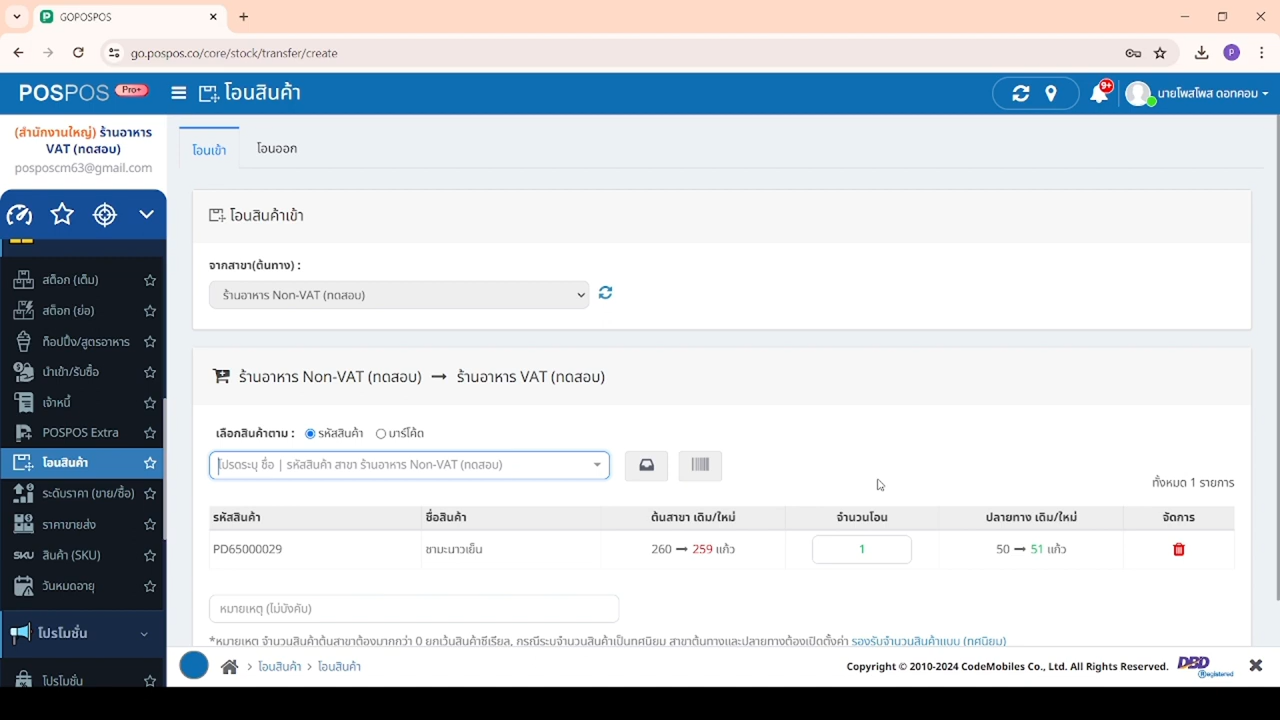 GOPOSPOS
go.pospos.co/core/stock/transfer/create
POSPOS Pro+
โอนสินค้า
9+
นายโพสโพส ดอทคอม
(สำนักงานใหญ่) ร้านอาหาร
VAT (ทดสอบ)
posposcm63@gmail.com
สต๊อก (เต็ม)
สต๊อก (ย่อ)
ท็อปปิ้ง/สูตรอาหาร
นำเข้า/รับซื้อ
เจ้าหนี้
POSPOS Extra
โอนสินค้า
ระดับราคา (ขาย/ซื้อ)
ราคาขายส่ง
SKU สินค้า (SKU)
วันหมดอายุ
โปรโมชั่น
โปรโมชั่น
โอนเข้า
โอนออก
โอนสินค้าเข้า
จากสาขา(ต้นทาง) :
ร้านอาหาร Non-VAT (ทดสอบ)
ร้านอาหาร Non-VAT (ทดสอบ) → ร้านอาหาร VAT (ทดสอบ)
เลือกสินค้าตาม : รหัสสินค้า บาร์โค้ด
โปรดระบุ ชื่อ | รหัสสินค้า สาขา ร้านอาหาร Non-VAT (ทดสอบ)
ทั้งหมด 1 รายการ
รหัสสินค้า ชื่อสินค้า ต้นสาขา เดิม/ใหม่ จำนวนโอน ปลายทาง เดิม/ใหม่ จัดการ
PD65000029 ชามะนาวเย็น 260 → 259 แก้ว 1 50 → 51 แก้ว
หมายเหตุ (ไม่บังคับ)
*หมายเหตุ จำนวนสินค้าต้นสาขาต้องมากกว่า 0 ยกเว้นสินค้าซีเรียล, กรณีระบุจำนวนสินค้าเป็นทศนิยม สาขาต้นทางและปลายทางต้องเปิดตั้งค่า รองรับจำนวนสินค้าแบบ (ทศนิยม)
> โอนสินค้า > โอนสินค้า
Copyright © 2010-2024 CodeMobiles Co., Ltd. All Rights Reserved.
DBD
Registered